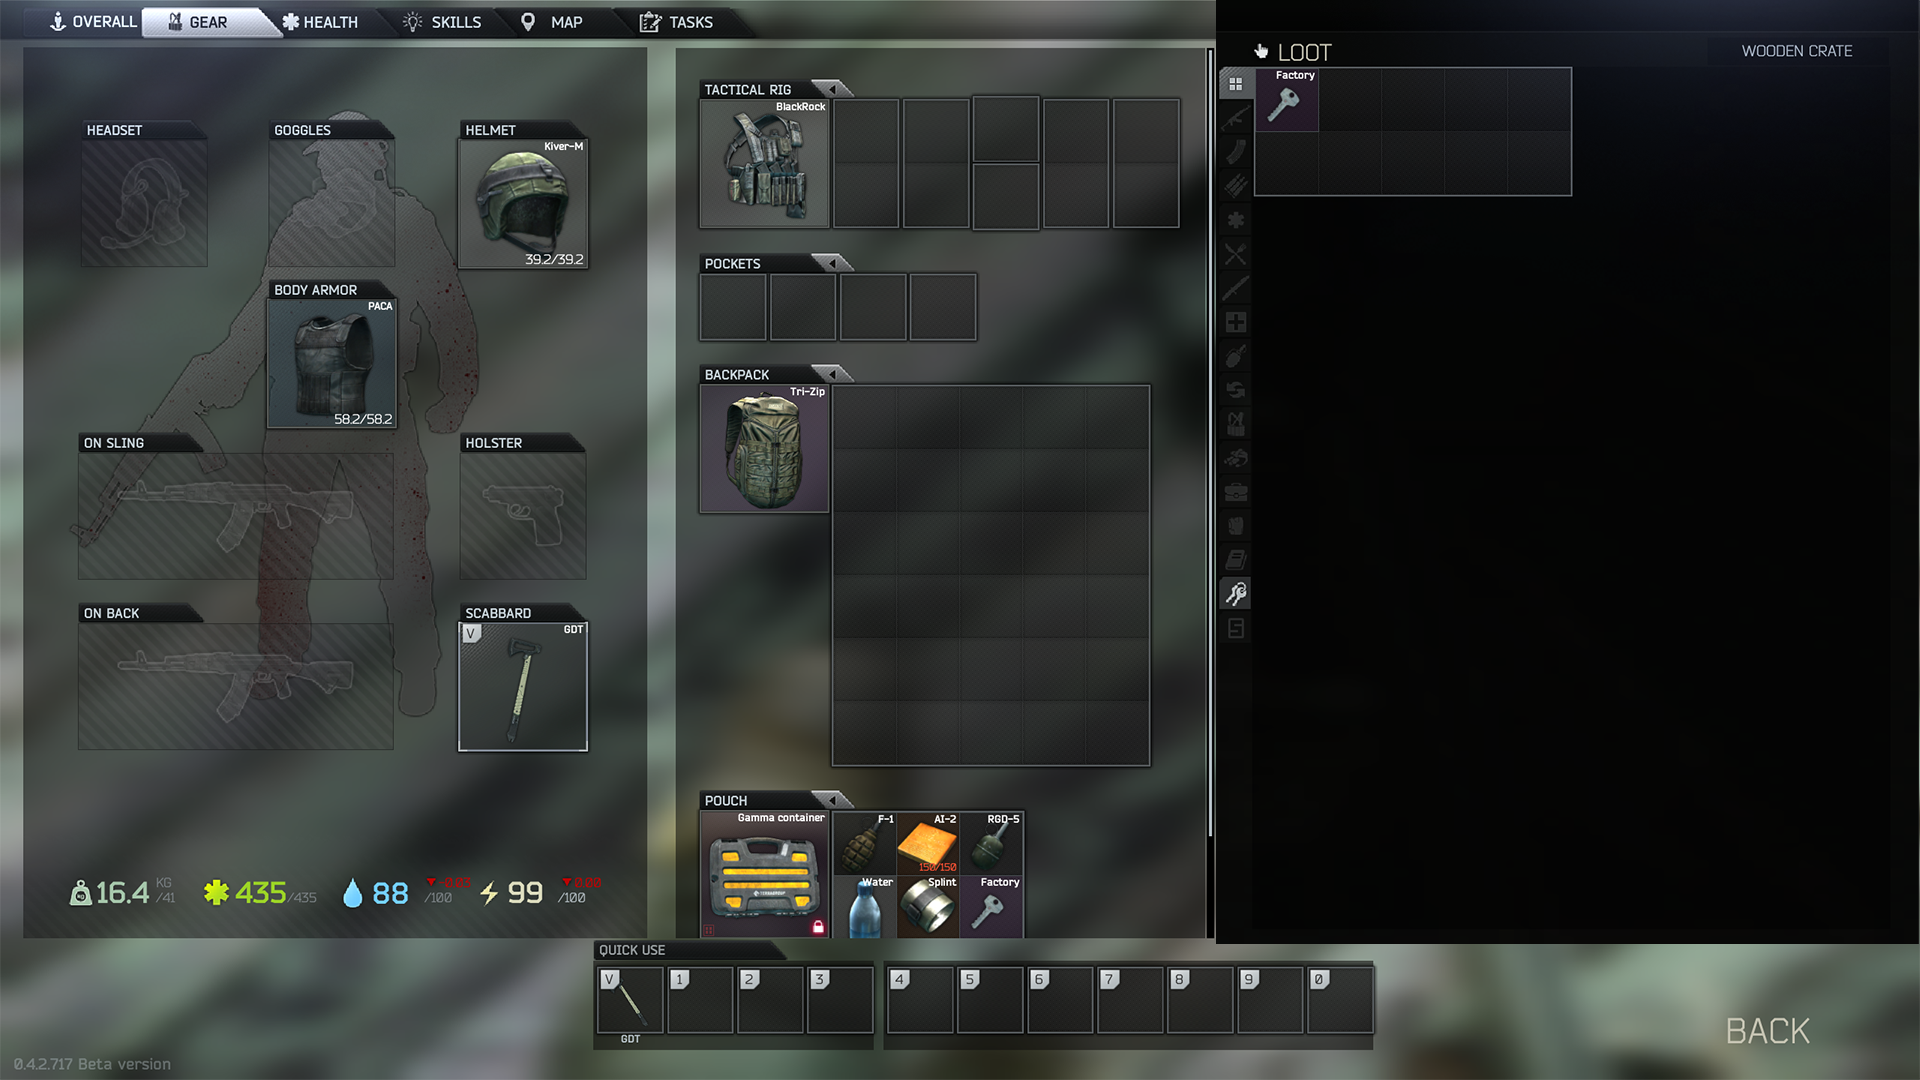 OVERALL
GEAR
HEALTH
SKILLS
MAP
TASKS
HEADSET
GOGGLES
HELMET
Kiver-M
39.2/39.2
BODY ARMOR
PACA
58.2/58.2
ON SLING
HOLSTER
ON BACK
SCABBARD
V
GDT
16.4 KG /41
435/435
88 -0.03 /100
99 2.00 /100
TACTICAL RIG
BlackRock
POCKETS
BACKPACK
Tri-Zip
POUCH
Gamma container
F-1
AI-2
150/150
RGD-5
Water
Splint
Factory
LOOT
WOODEN CRATE
Factory
QUICK USE
V
1
2
3
4
5
6
7
8
9
0
GDT
BACK
0.4.2.717 Beta version